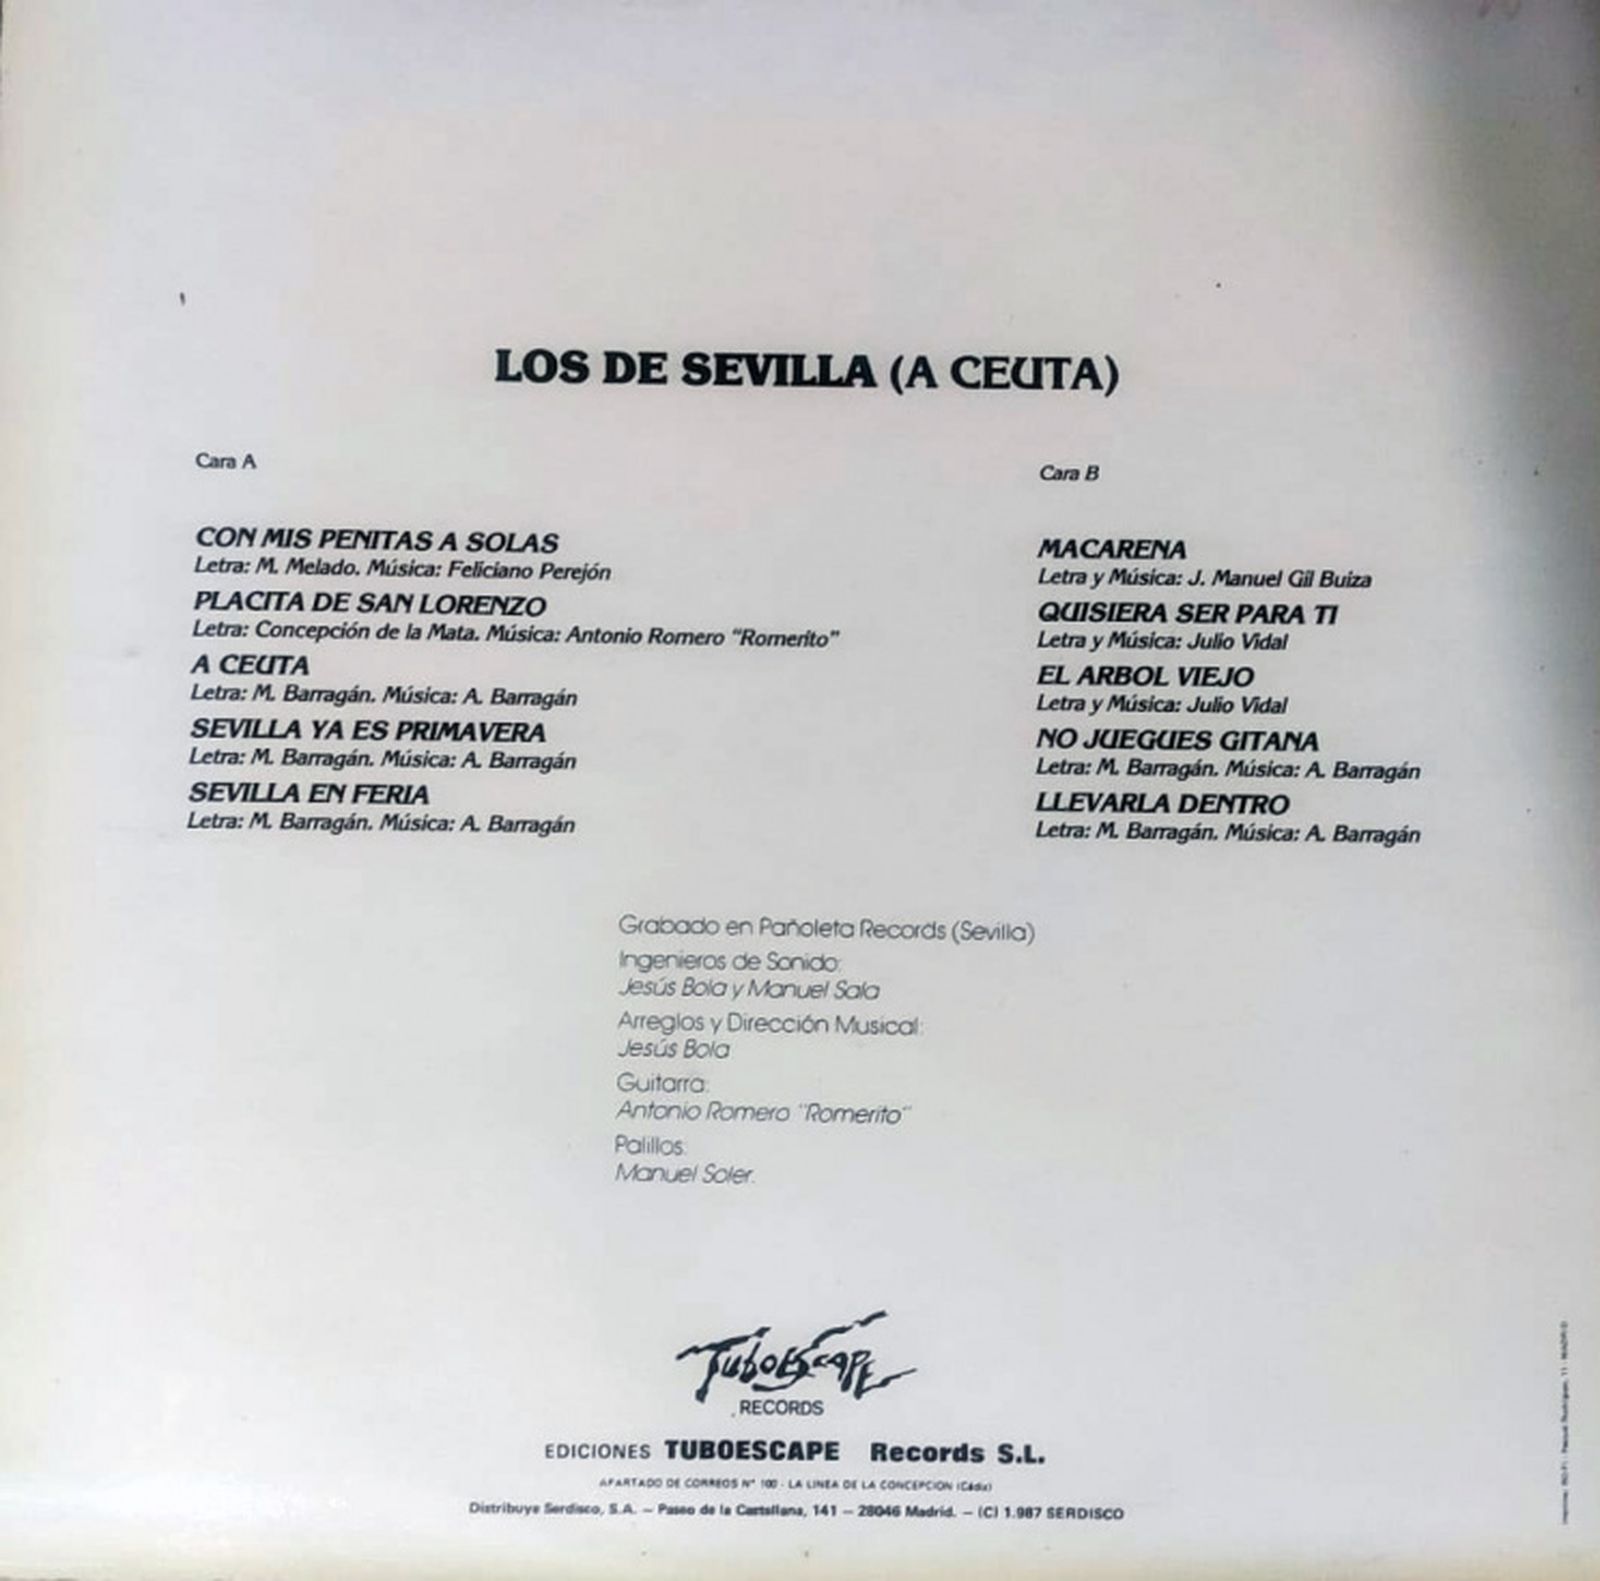 LOS DE SEVILLA (A CEUTA)
Cara A
CON MIS PENITAS A SOLAS
Letra: M. Melado. Música: Feliciano Perejón
PLACITA DE SAN LORENZO
Letra: Concepción de la Mata. Música: Antonio Romero "Romerito"
A CEUTA
Letra: M. Barragán. Música: A. Barragán
SEVILLA YA ES PRIMAVERA
Letra: M. Barragán. Música: A. Barragán
SEVILLA EN FERIA
Letra: M. Barragán. Música: A. Barragán
Cara B
MACARENA
Letra y Música: J. Manuel Gil Buiza
QUISIERA SER PARA TI
Letra y Música: Julio Vidal
EL ARBOL VIEJO
Letra y Música: Julio Vidal
NO JUEGUES GITANA
Letra: M. Barragán. Música: A. Barragán
LLEVARLA DENTRO
Letra: M. Barragán. Música: A. Barragán
Grabado en Pañoleta Records (Sevilla)
Ingenieros de Sonido:
Jesús Bola y Manuel Sala
Arreglos y Dirección Musical:
Jesús Bola
Guitarra:
Antonio Romero "Romerito"
Palillos:
Manuel Soler.
TUBOESCAPE
RECORDS
EDICIONES TUBOESCAPE Records S.L.
APARTADO DE CORREOS Nº 100 - LA LINEA DE LA CONCEPCION (Cádiz)
Distribuye Serdisco, S.A. – Paseo de la Castellana, 141 – 28046 Madrid. – (C) 1.987 SERDISCO